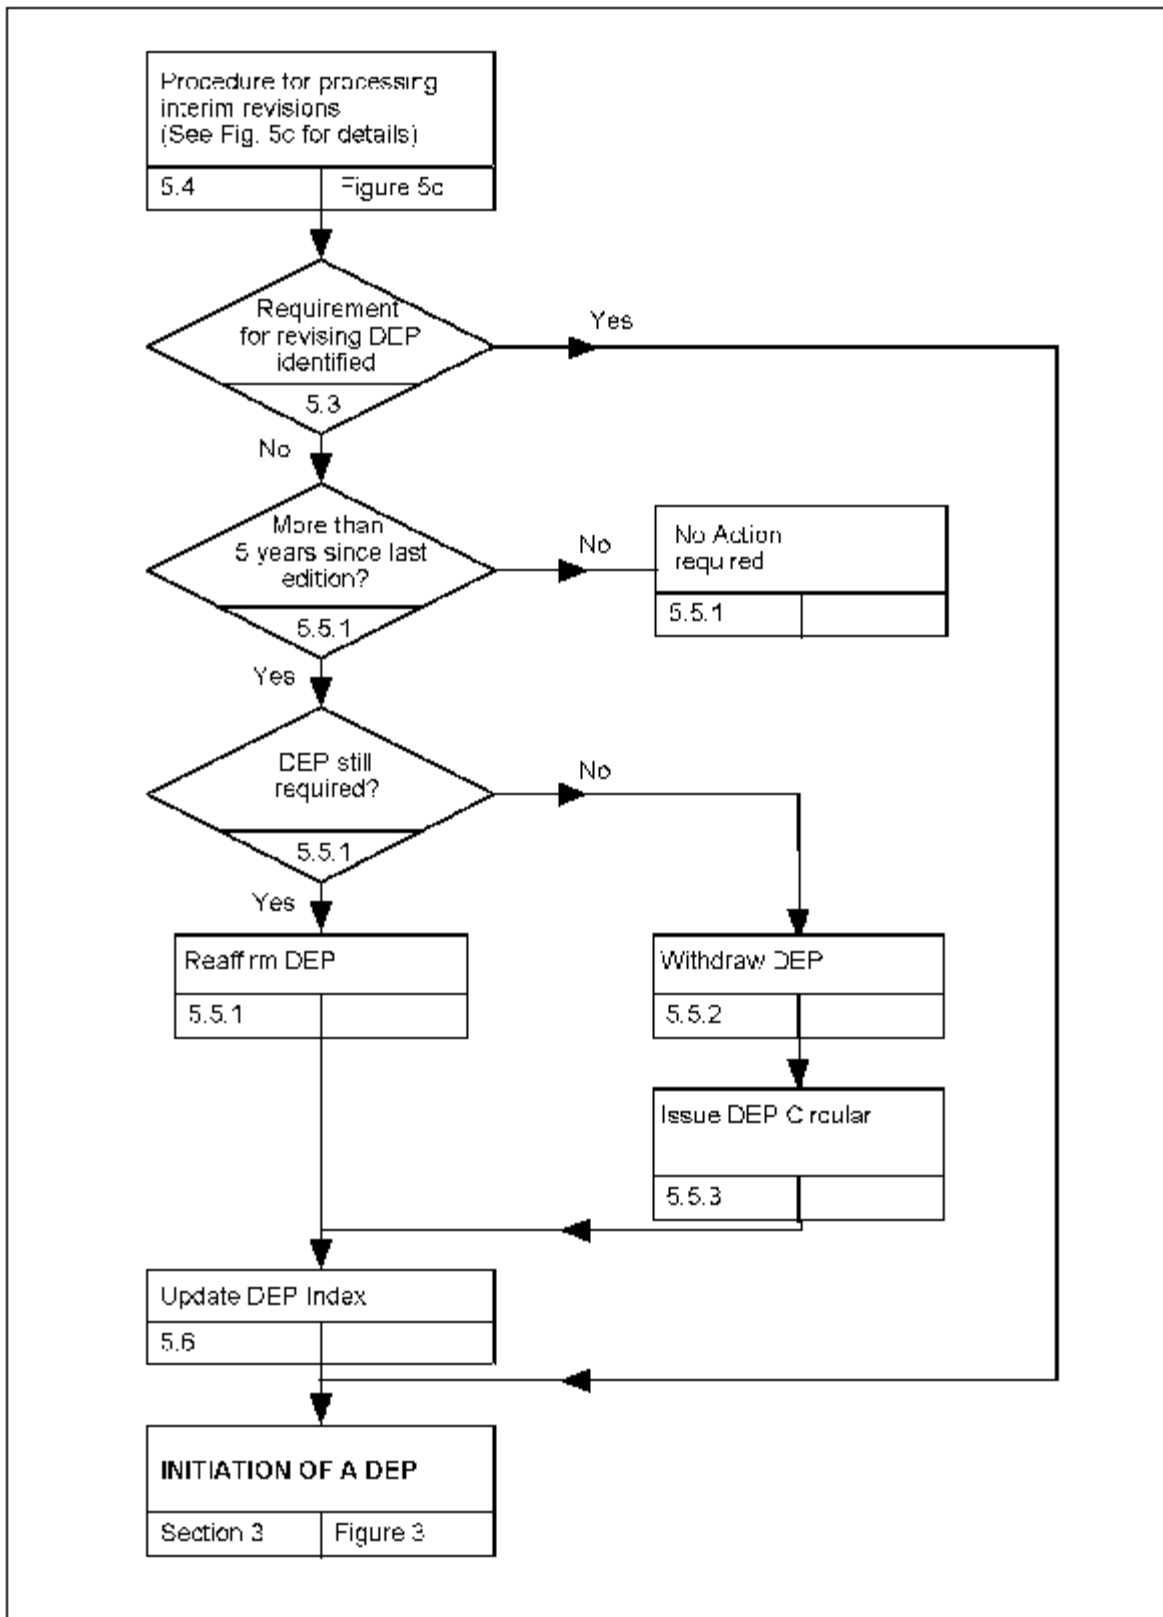 Procedure for processing
interim revisions
(See Fig. 5c for details)
5.4
Figure 5c
Requirement
for revising DEP
identified
5.3
Yes
No
More than
5 years since last
edition?
5.5.1
No
No Action
required
5.5.1
Yes
DEP still
required?
5.5.1
No
Yes
Reaffirm DEP
5.5.1
Withdraw DEP
5.5.2
Issue DEP Circular
5.5.3
Update DEP Index
5.6
INITIATION OF A DEP
Section 3
Figure 3